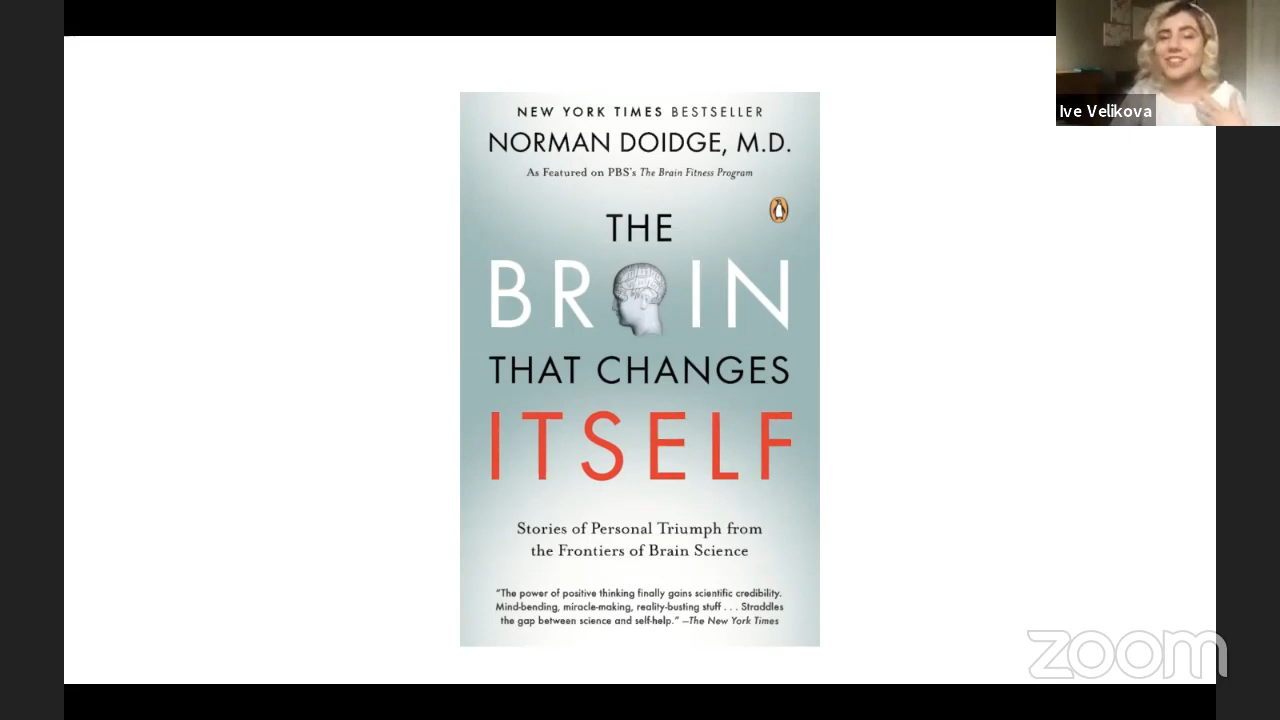 Ive Velikova
NEW YORK TIMES BESTSELLER
NORMAN DOIDGE, M.D.
As Featured on PBS's The Brain Fitness Program
THE
BRAIN
THAT CHANGES
ITSELF
Stories of Personal Triumph from
the Frontiers of Brain Science
"The power of positive thinking finally gains scientific credibility.
Mind-bending, miracle-making, reality-busting stuff . . . Straddles
the gap between science and self-help." —The New York Times
zoom